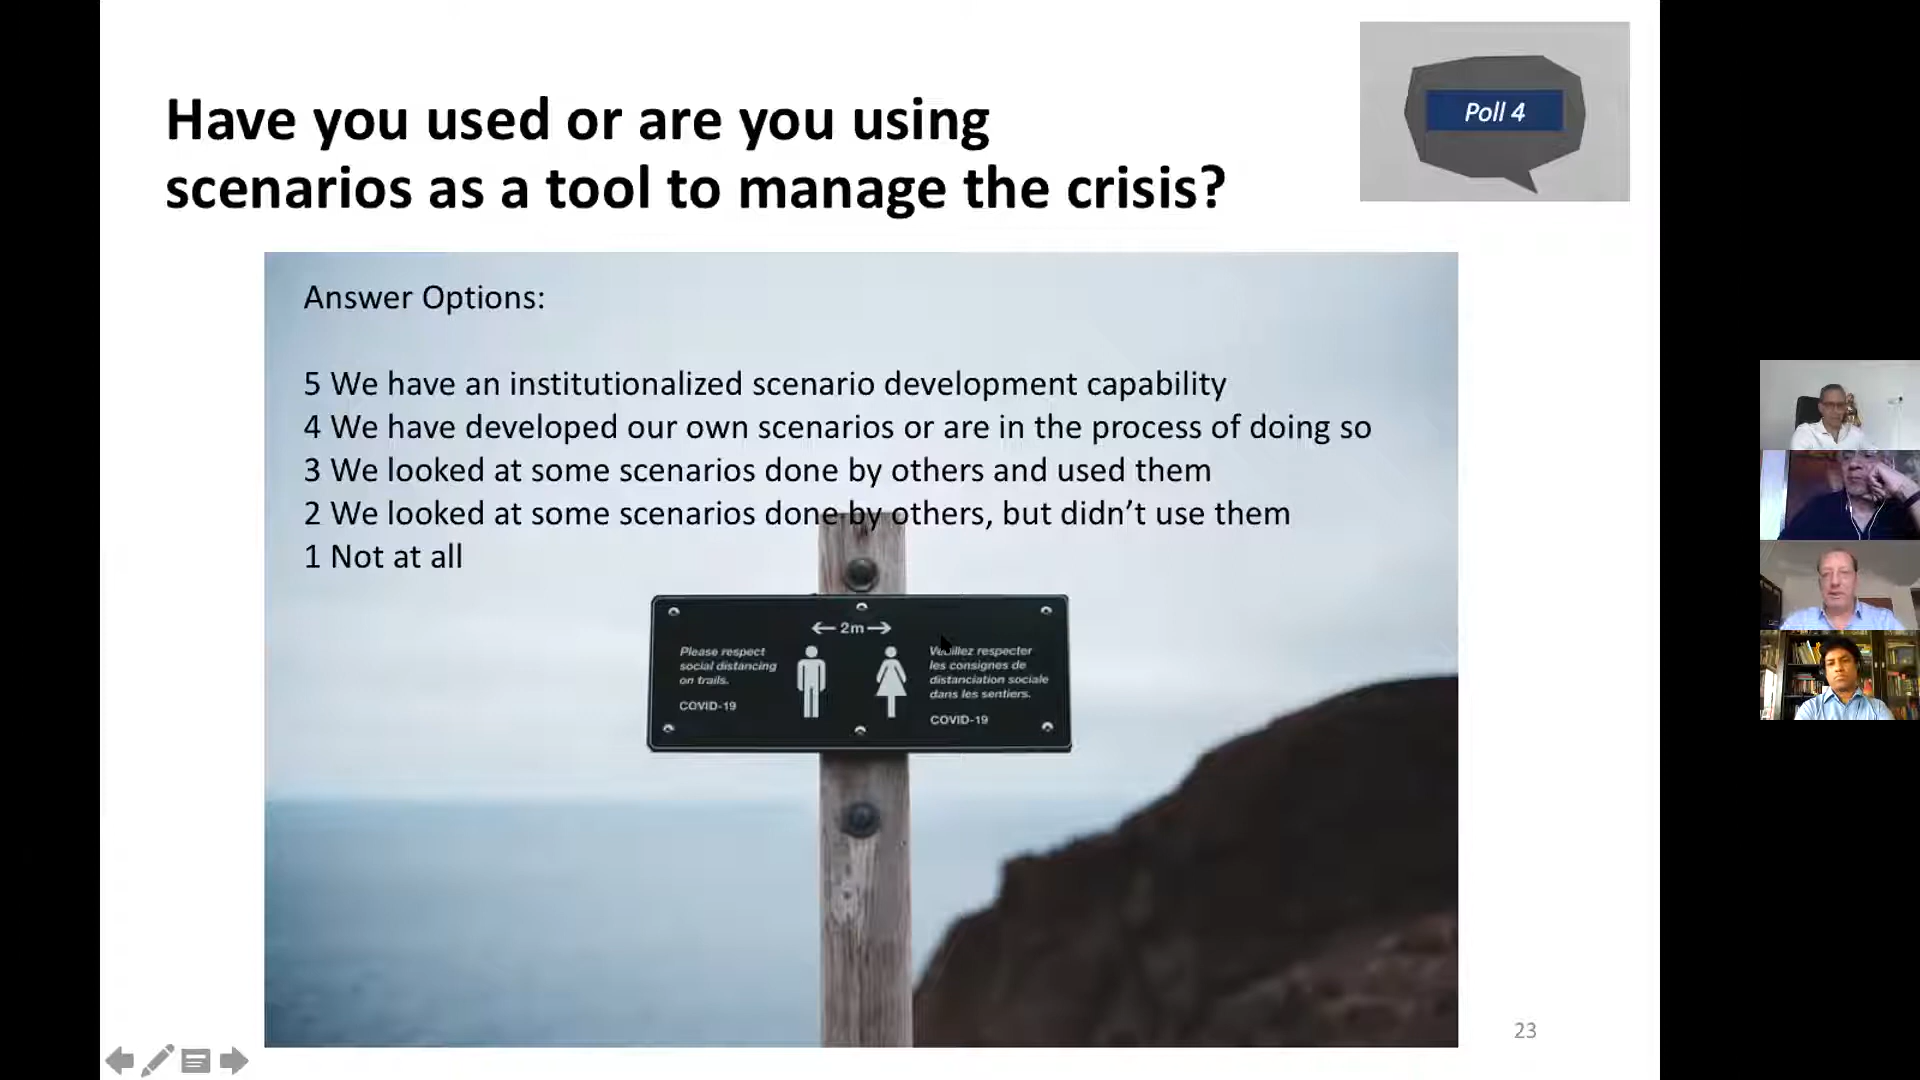 Have you used or are you using
scenarios as a tool to manage the crisis?
Poll 4
Answer Options:
5 We have an institutionalized scenario development capability
4 We have developed our own scenarios or are in the process of doing so
3 We looked at some scenarios done by others and used them
2 We looked at some scenarios done by others, but didn’t use them
1 Not at all
2m
Please respect
social distancing
on trails.
COVID-19
Veuillez respecter
les consignes de
distanciation sociale
dans les sentiers.
COVID-19
23